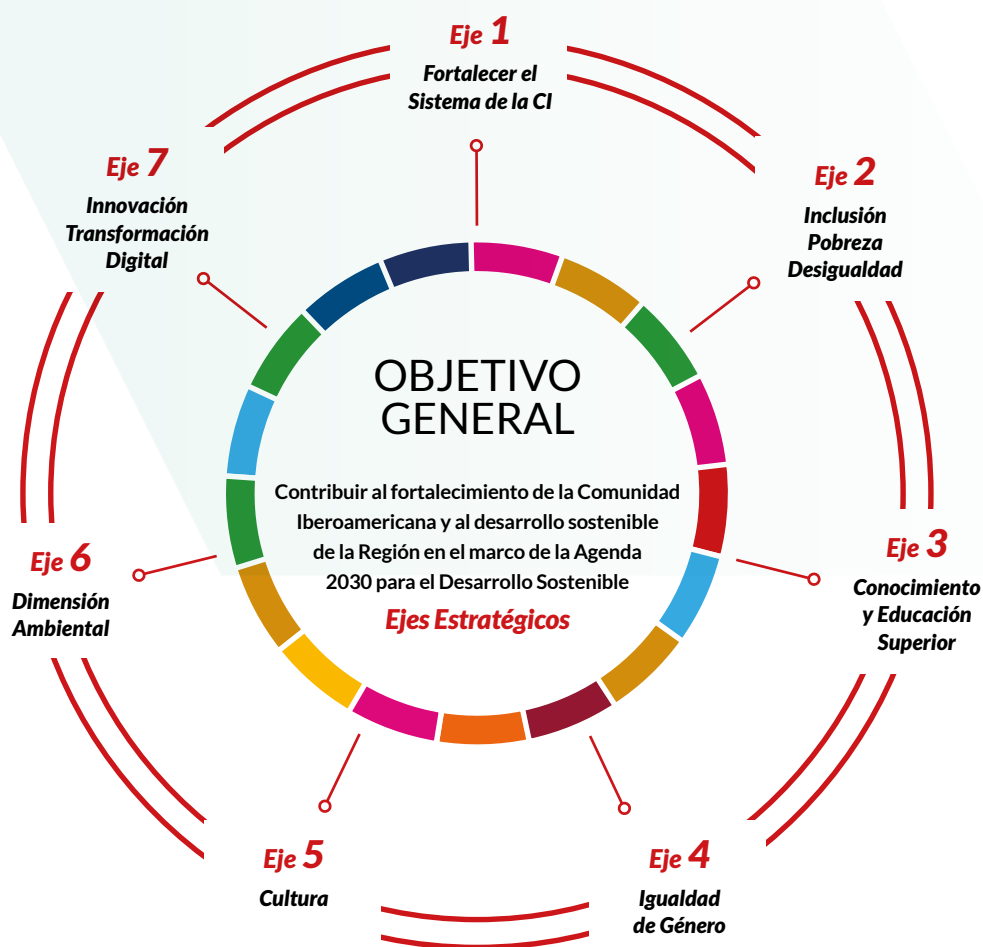 Eje 1
Fortalecer el
Sistema de la CI
Eje 2
Inclusión
Pobreza
Desigualdad
Eje 3
Conocimiento
y Educación
Superior
Eje 4
Igualdad
de Género
Eje 5
Cultura
Eje 6
Dimensión
Ambiental
Eje 7
Innovación
Transformación
Digital
OBJETIVO
GENERAL
Contribuir al fortalecimiento de la Comunidad
Iberoamericana y al desarrollo sostenible
de la Región en el marco de la Agenda
2030 para el Desarrollo Sostenible
Ejes Estratégicos